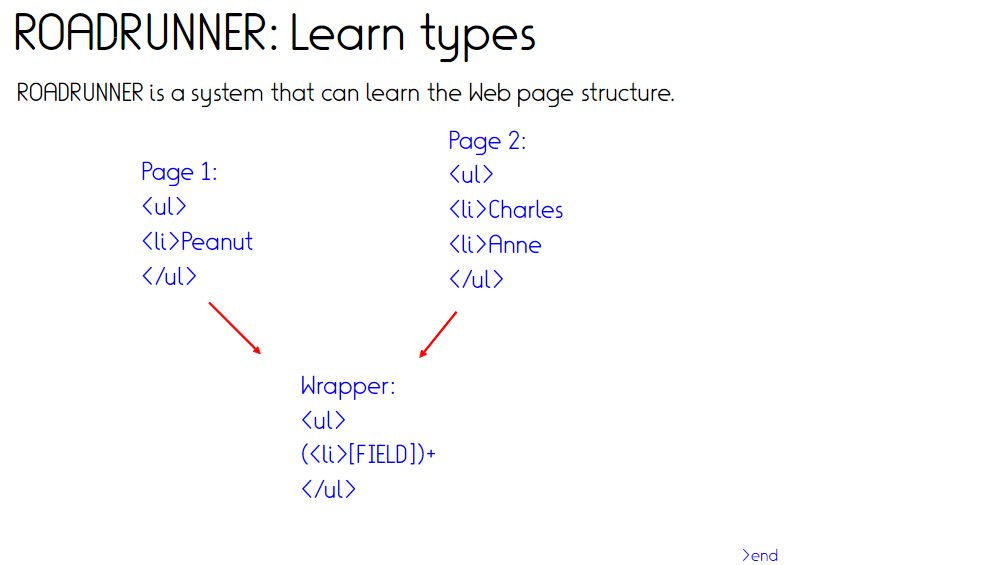 ROADRUNNER: Learn types
ROADRUNNER is a system that can learn the Web page structure.
Page 1:
<ul>
<li>Peanut
</ul>
Page 2:
<ul>
<li>Charles
<li>Anne
</ul>
Wrapper:
<ul>
(<li>[FIELD])+
</ul>
>end